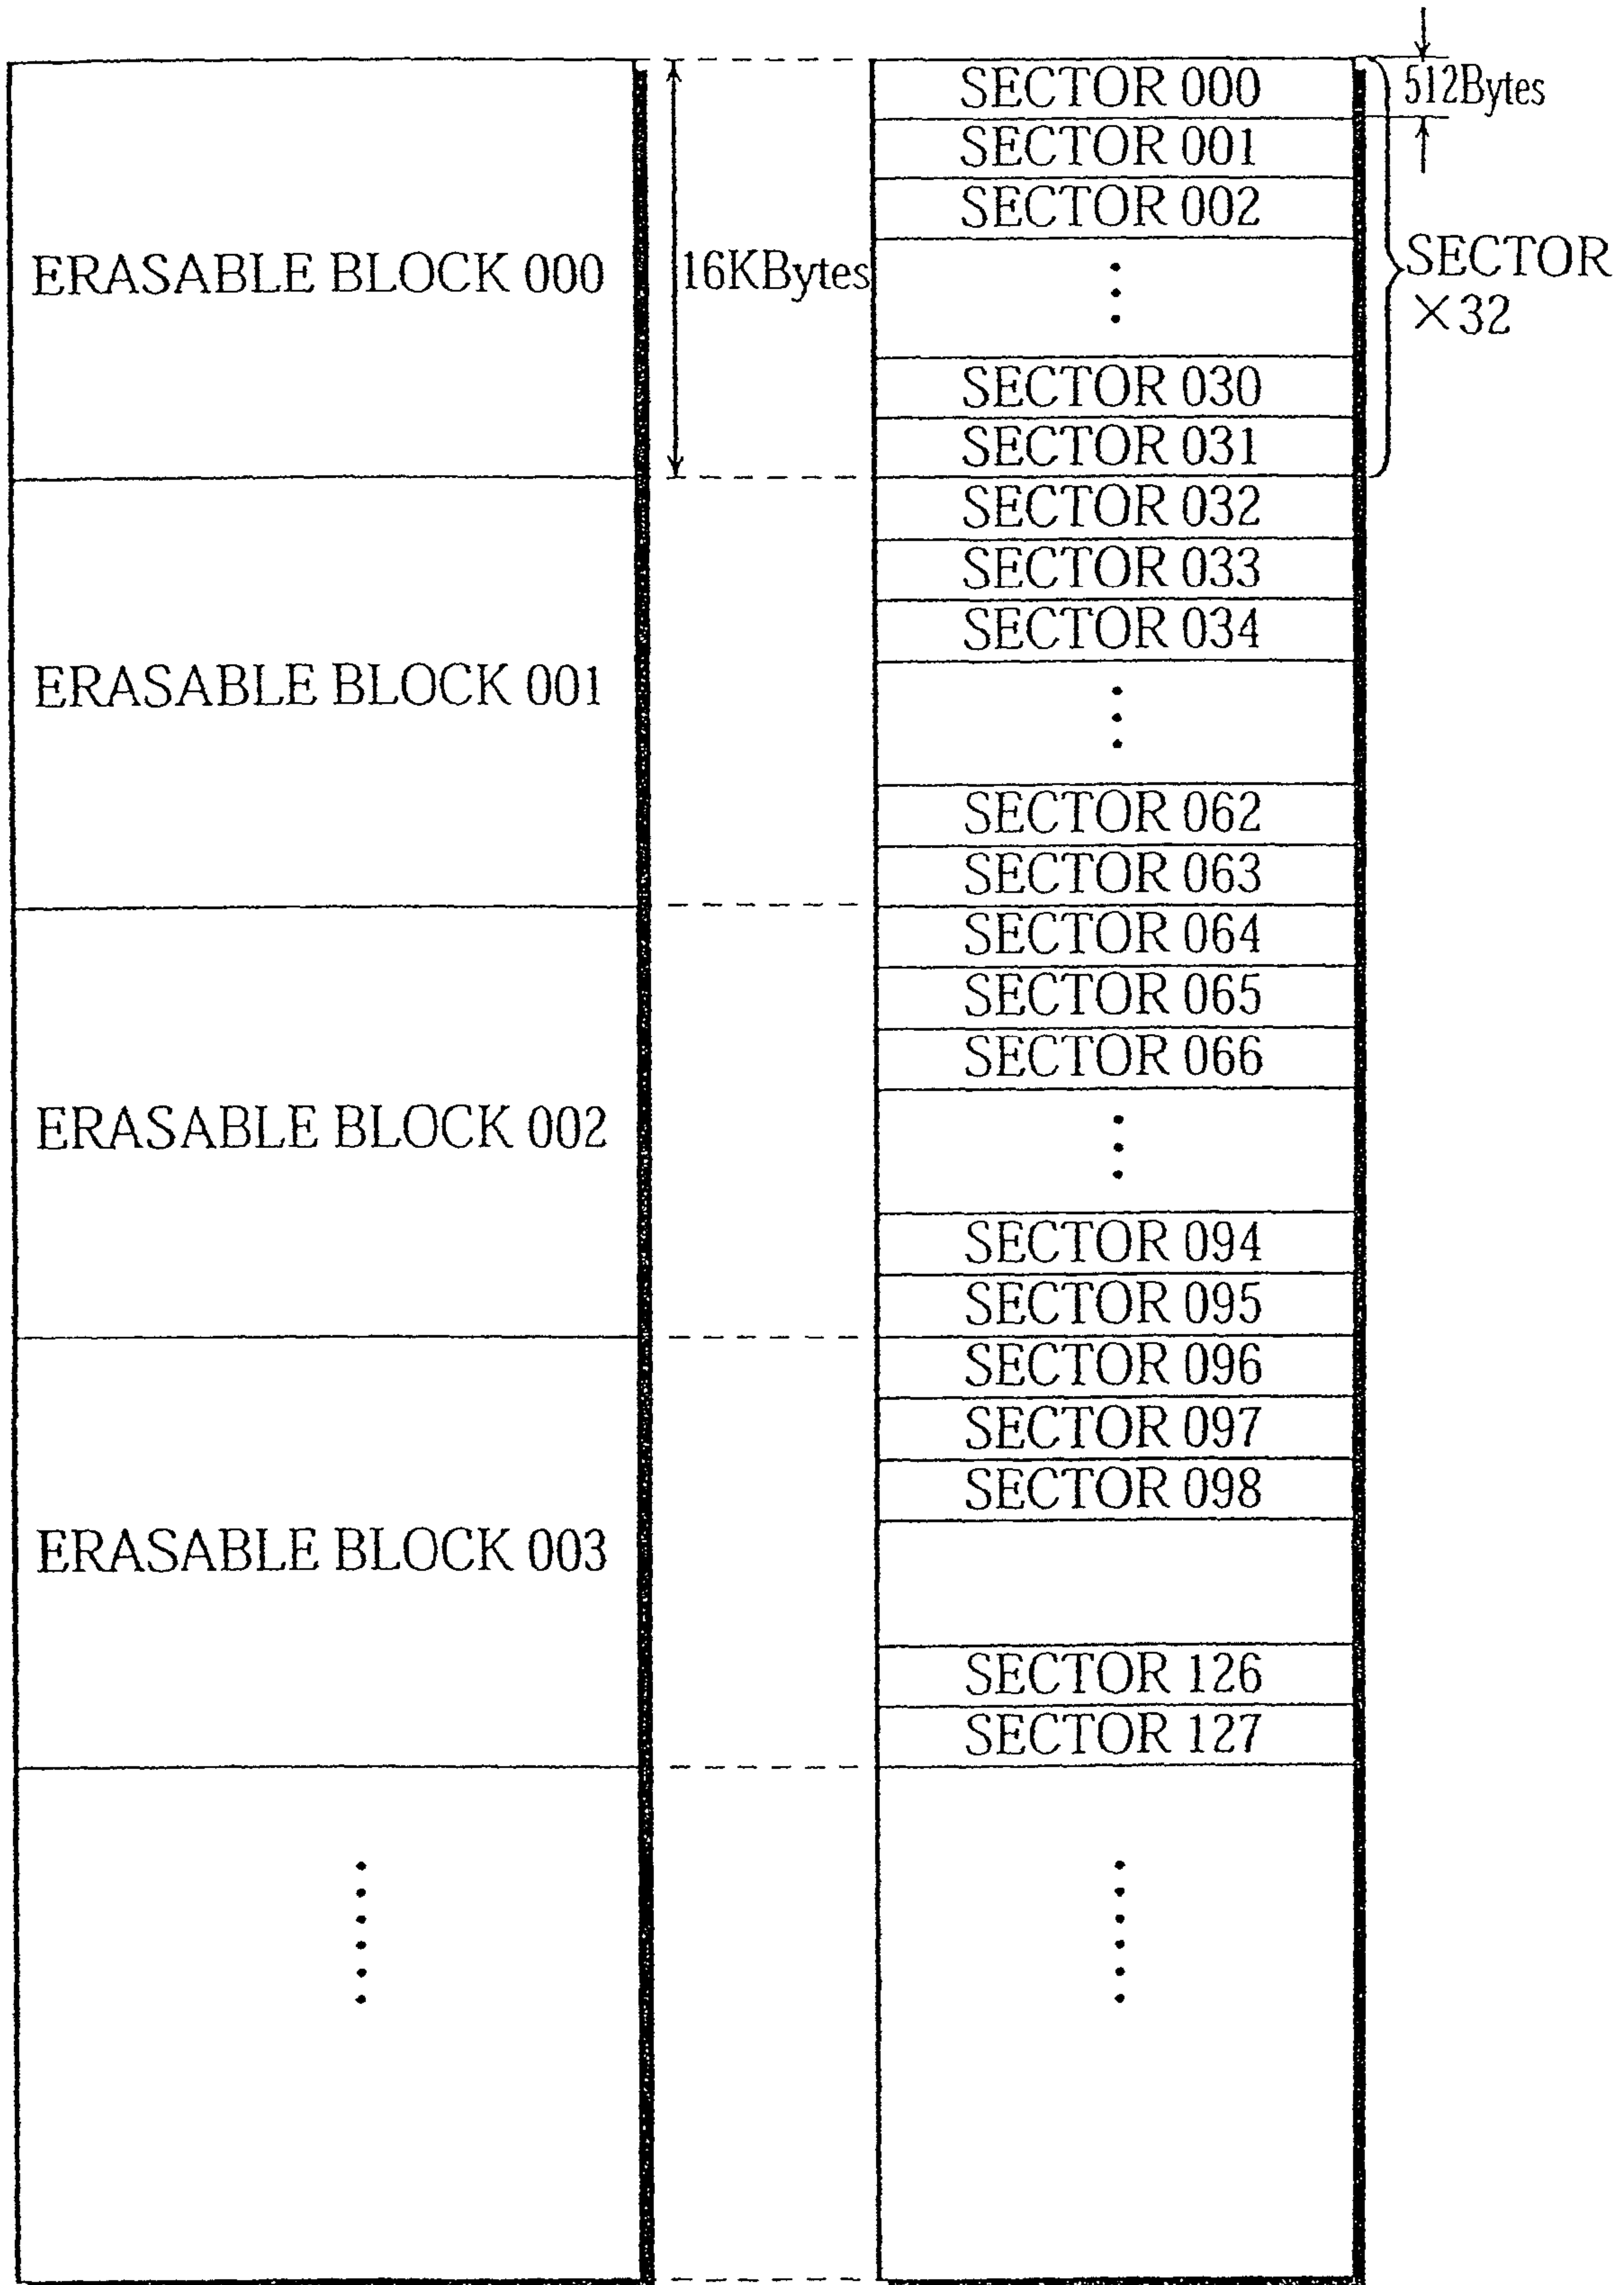 SECTOR 000
512Bytes
SECTOR 001
SECTOR 002
ERASABLE BLOCK 000
16KBytes
SECTOR
×32
SECTOR 030
SECTOR 031
SECTOR 032
SECTOR 033
SECTOR 034
ERASABLE BLOCK 001
SECTOR 062
SECTOR 063
SECTOR 064
SECTOR 065
SECTOR 066
ERASABLE BLOCK 002
SECTOR 094
SECTOR 095
SECTOR 096
SECTOR 097
SECTOR 098
ERASABLE BLOCK 003
SECTOR 126
SECTOR 127